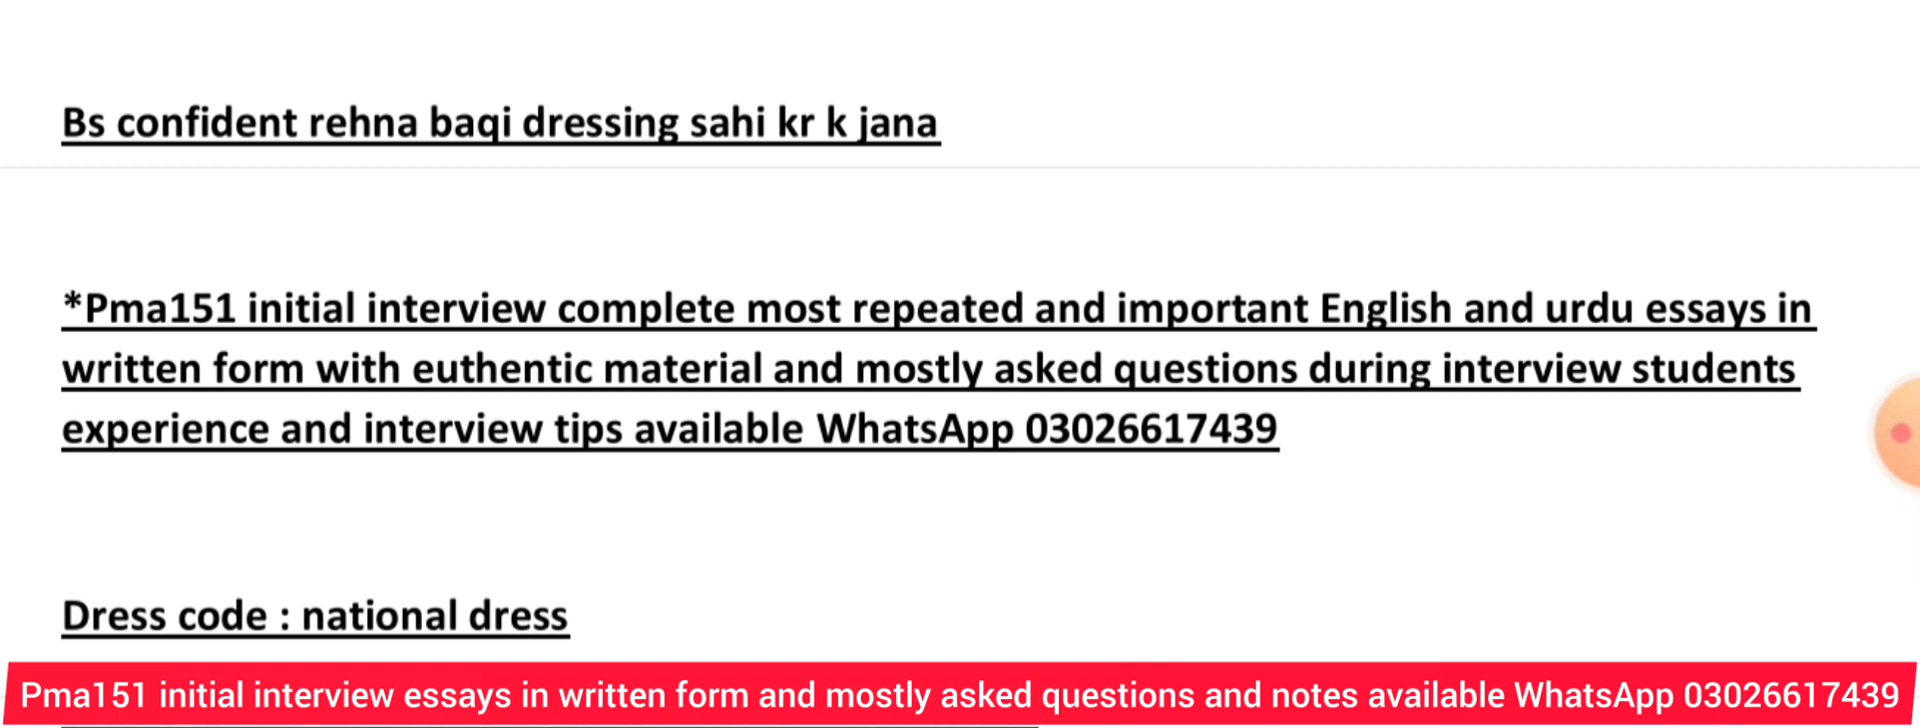 Bs confident rehna baqi dressing sahi kr k jana
*Pma151 initial interview complete most repeated and important English and urdu essays in
written form with euthentic material and mostly asked questions during interview students
experience and interview tips available WhatsApp 03026617439
Dress code : national dress
Pma151 initial interview essays in written form and mostly asked questions and notes available WhatsApp 03026617439